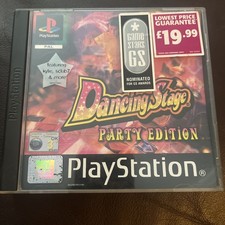 PlayStation
GAME
STARS
GS
NOMINATED
LOWEST PRICE
GUARANTEE
£19.99
featuring
kylie, s club 7
& more!
Dancing Stage
PARTY EDITION
PlayStation®